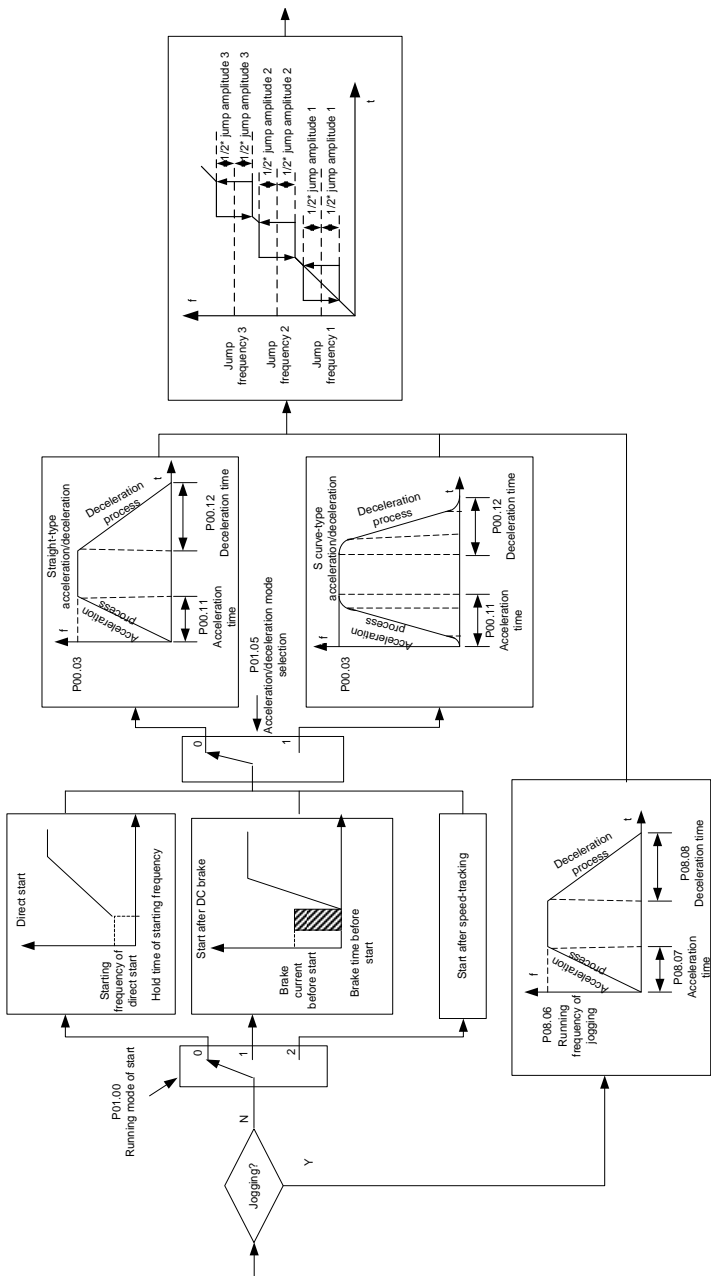 Jogging?
N
Y
P01.00
Running mode of start
0
1
2
Direct start
Starting
frequency of
direct start
Hold time of starting frequency
Start after DC brake
Brake
current
before start
Brake time before
start
Start after speed-tracking
P08.06
Running
frequency of
jogging
f
t
Acceleration
process
Deceleration
process
P08.07
Acceleration
time
P08.08
Deceleration time
0
1
P01.05
Acceleration/deceleration mode
selection
Straight-type
acceleration/deceleration
P00.03
f
t
Acceleration
process
Deceleration
process
P00.11
Acceleration
time
P00.12
Deceleration time
S curve-type
acceleration/deceleration
P00.03
f
t
Acceleration
process
Deceleration
process
P00.11
Acceleration
time
P00.12
Deceleration time
f
t
Jump
frequency 3
Jump
frequency 2
Jump
frequency 1
1/2* jump amplitude 3
1/2* jump amplitude 3
1/2* jump amplitude 2
1/2* jump amplitude 2
1/2* jump amplitude 1
1/2* jump amplitude 1